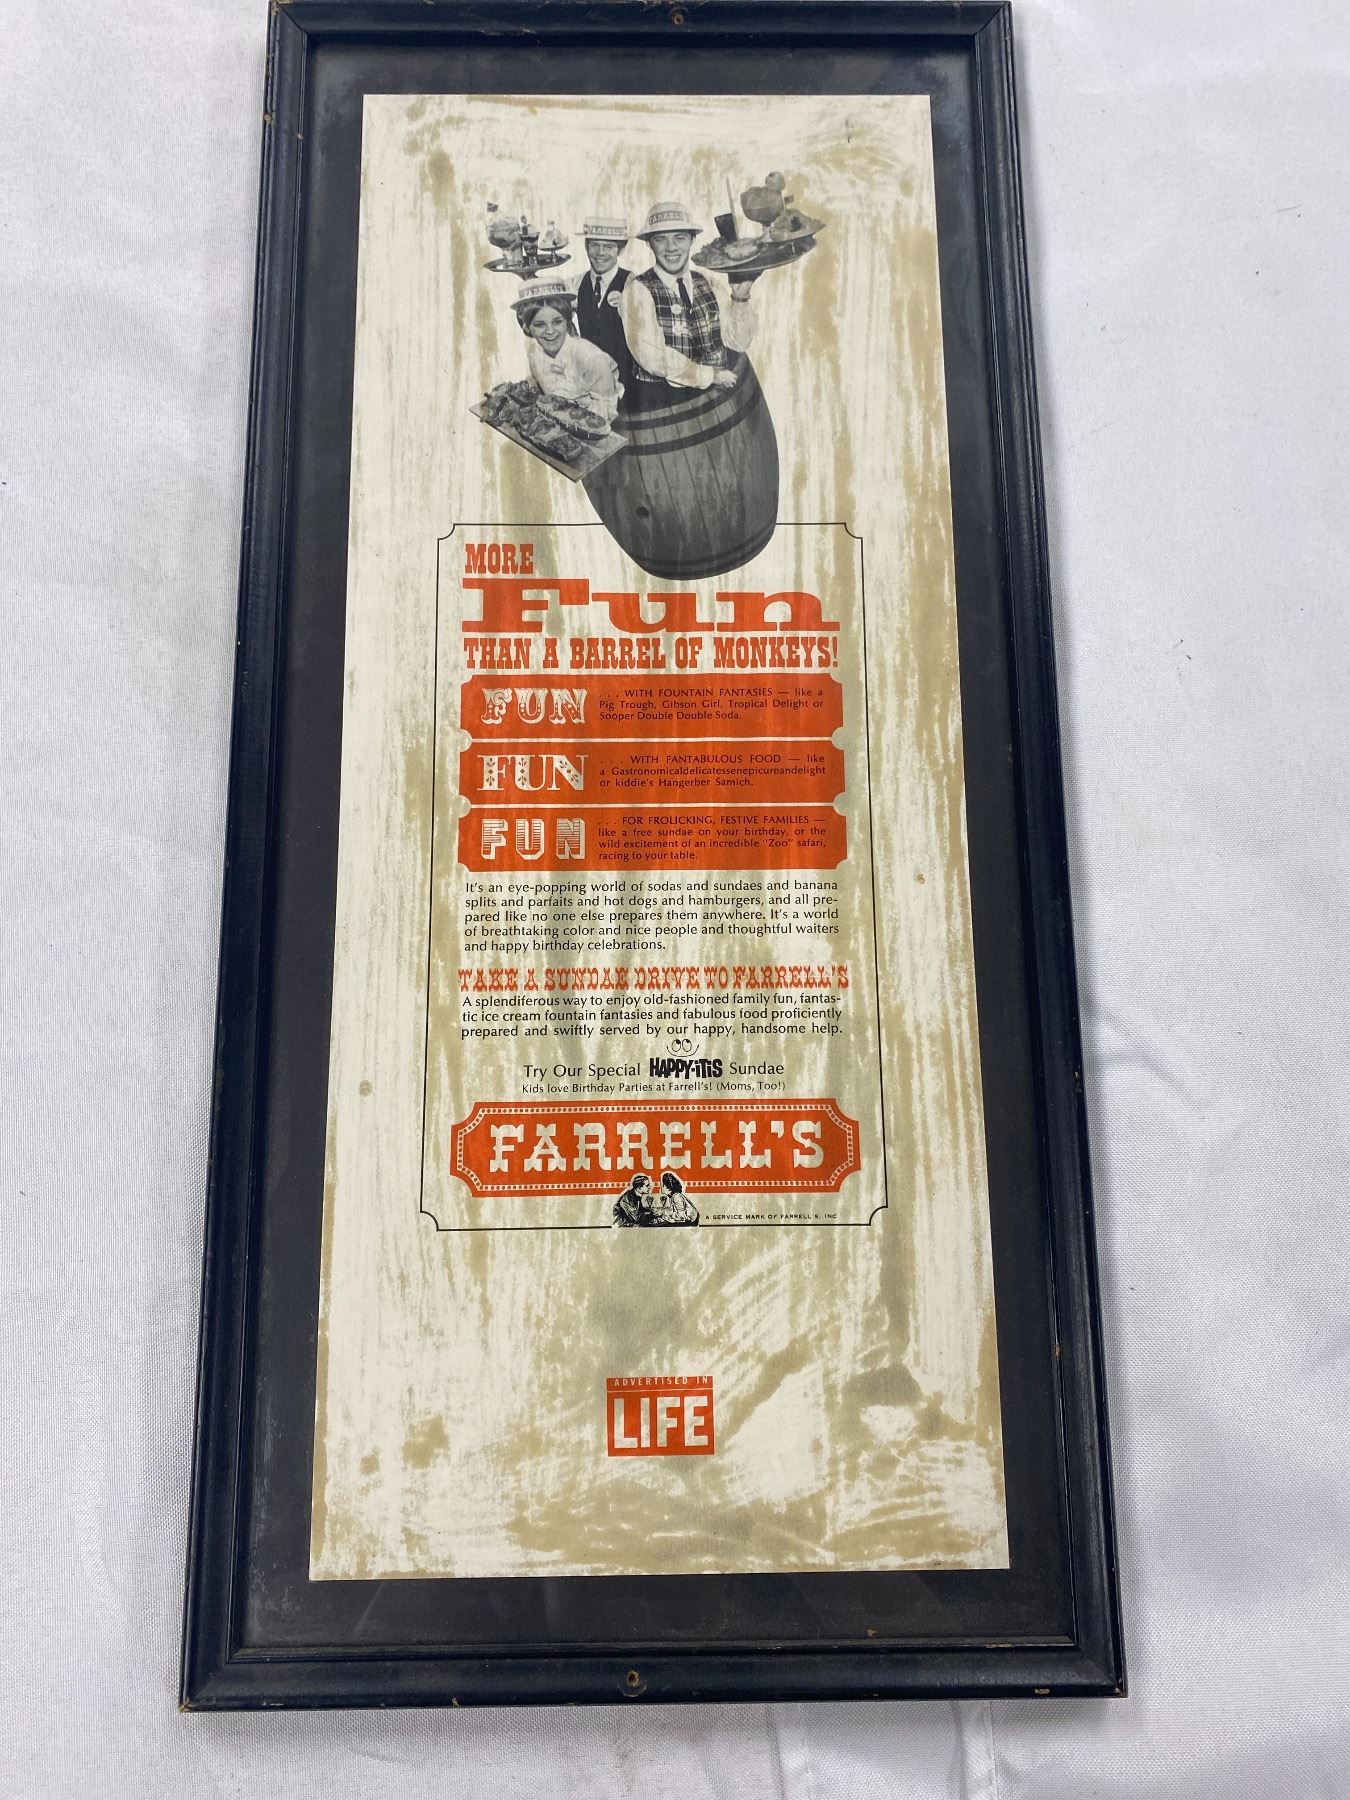 FARRELL'S
FARRELL'S
FARRELL'S
MORE
Fun
THAN A BARREL OF MONKEYS!
FUN
. . . WITH FOUNTAIN FANTASIES — like a
Pig Trough, Gibson Girl, Tropical Delight or
Sooper Double Double Soda.
FUN
. . . WITH FANTABULOUS FOOD — like
a Gastronomicaldelicatessenepicureandelight
or kiddie's Hangerber Samich.
FUN
. . . FOR FROLICKING, FESTIVE FAMILIES —
like a free sundae on your birthday, or the
wild excitement of an incredible "Zoo" safari,
racing to your table.
It's an eye-popping world of sodas and sundaes and banana
splits and parfaits and hot dogs and hamburgers, and all pre-
pared like no one else prepares them anywhere. It's a world
of breathtaking color and nice people and thoughtful waiters
and happy birthday celebrations.
TAKE A SUNDAE DRIVE TO FARRELL'S
A splendiferous way to enjoy old-fashioned family fun, fantas-
tic ice cream fountain fantasies and fabulous food proficiently
prepared and swiftly served by our happy, handsome help.
Try Our Special HAPPY-iTiS Sundae
Kids love Birthday Parties at Farrell's! (Moms, Too!)
FARRELL'S
A SERVICE MARK OF FARRELL'S, INC
ADVERTISED IN
LIFE